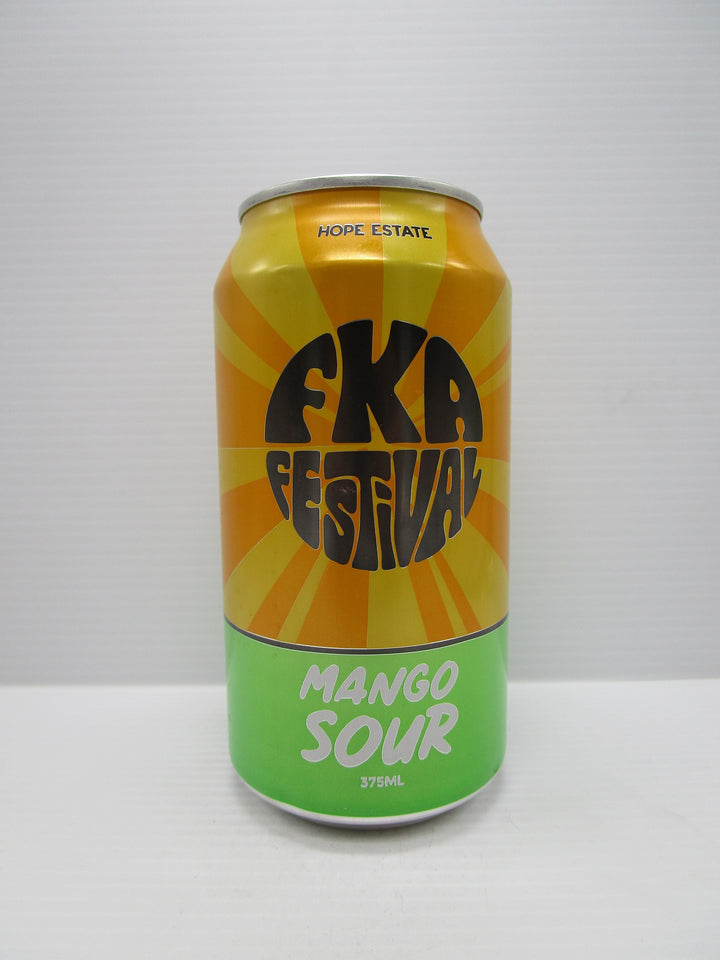 HOPE ESTATE
FKA
FESTIVAL
MANGO
SOUR
375ML